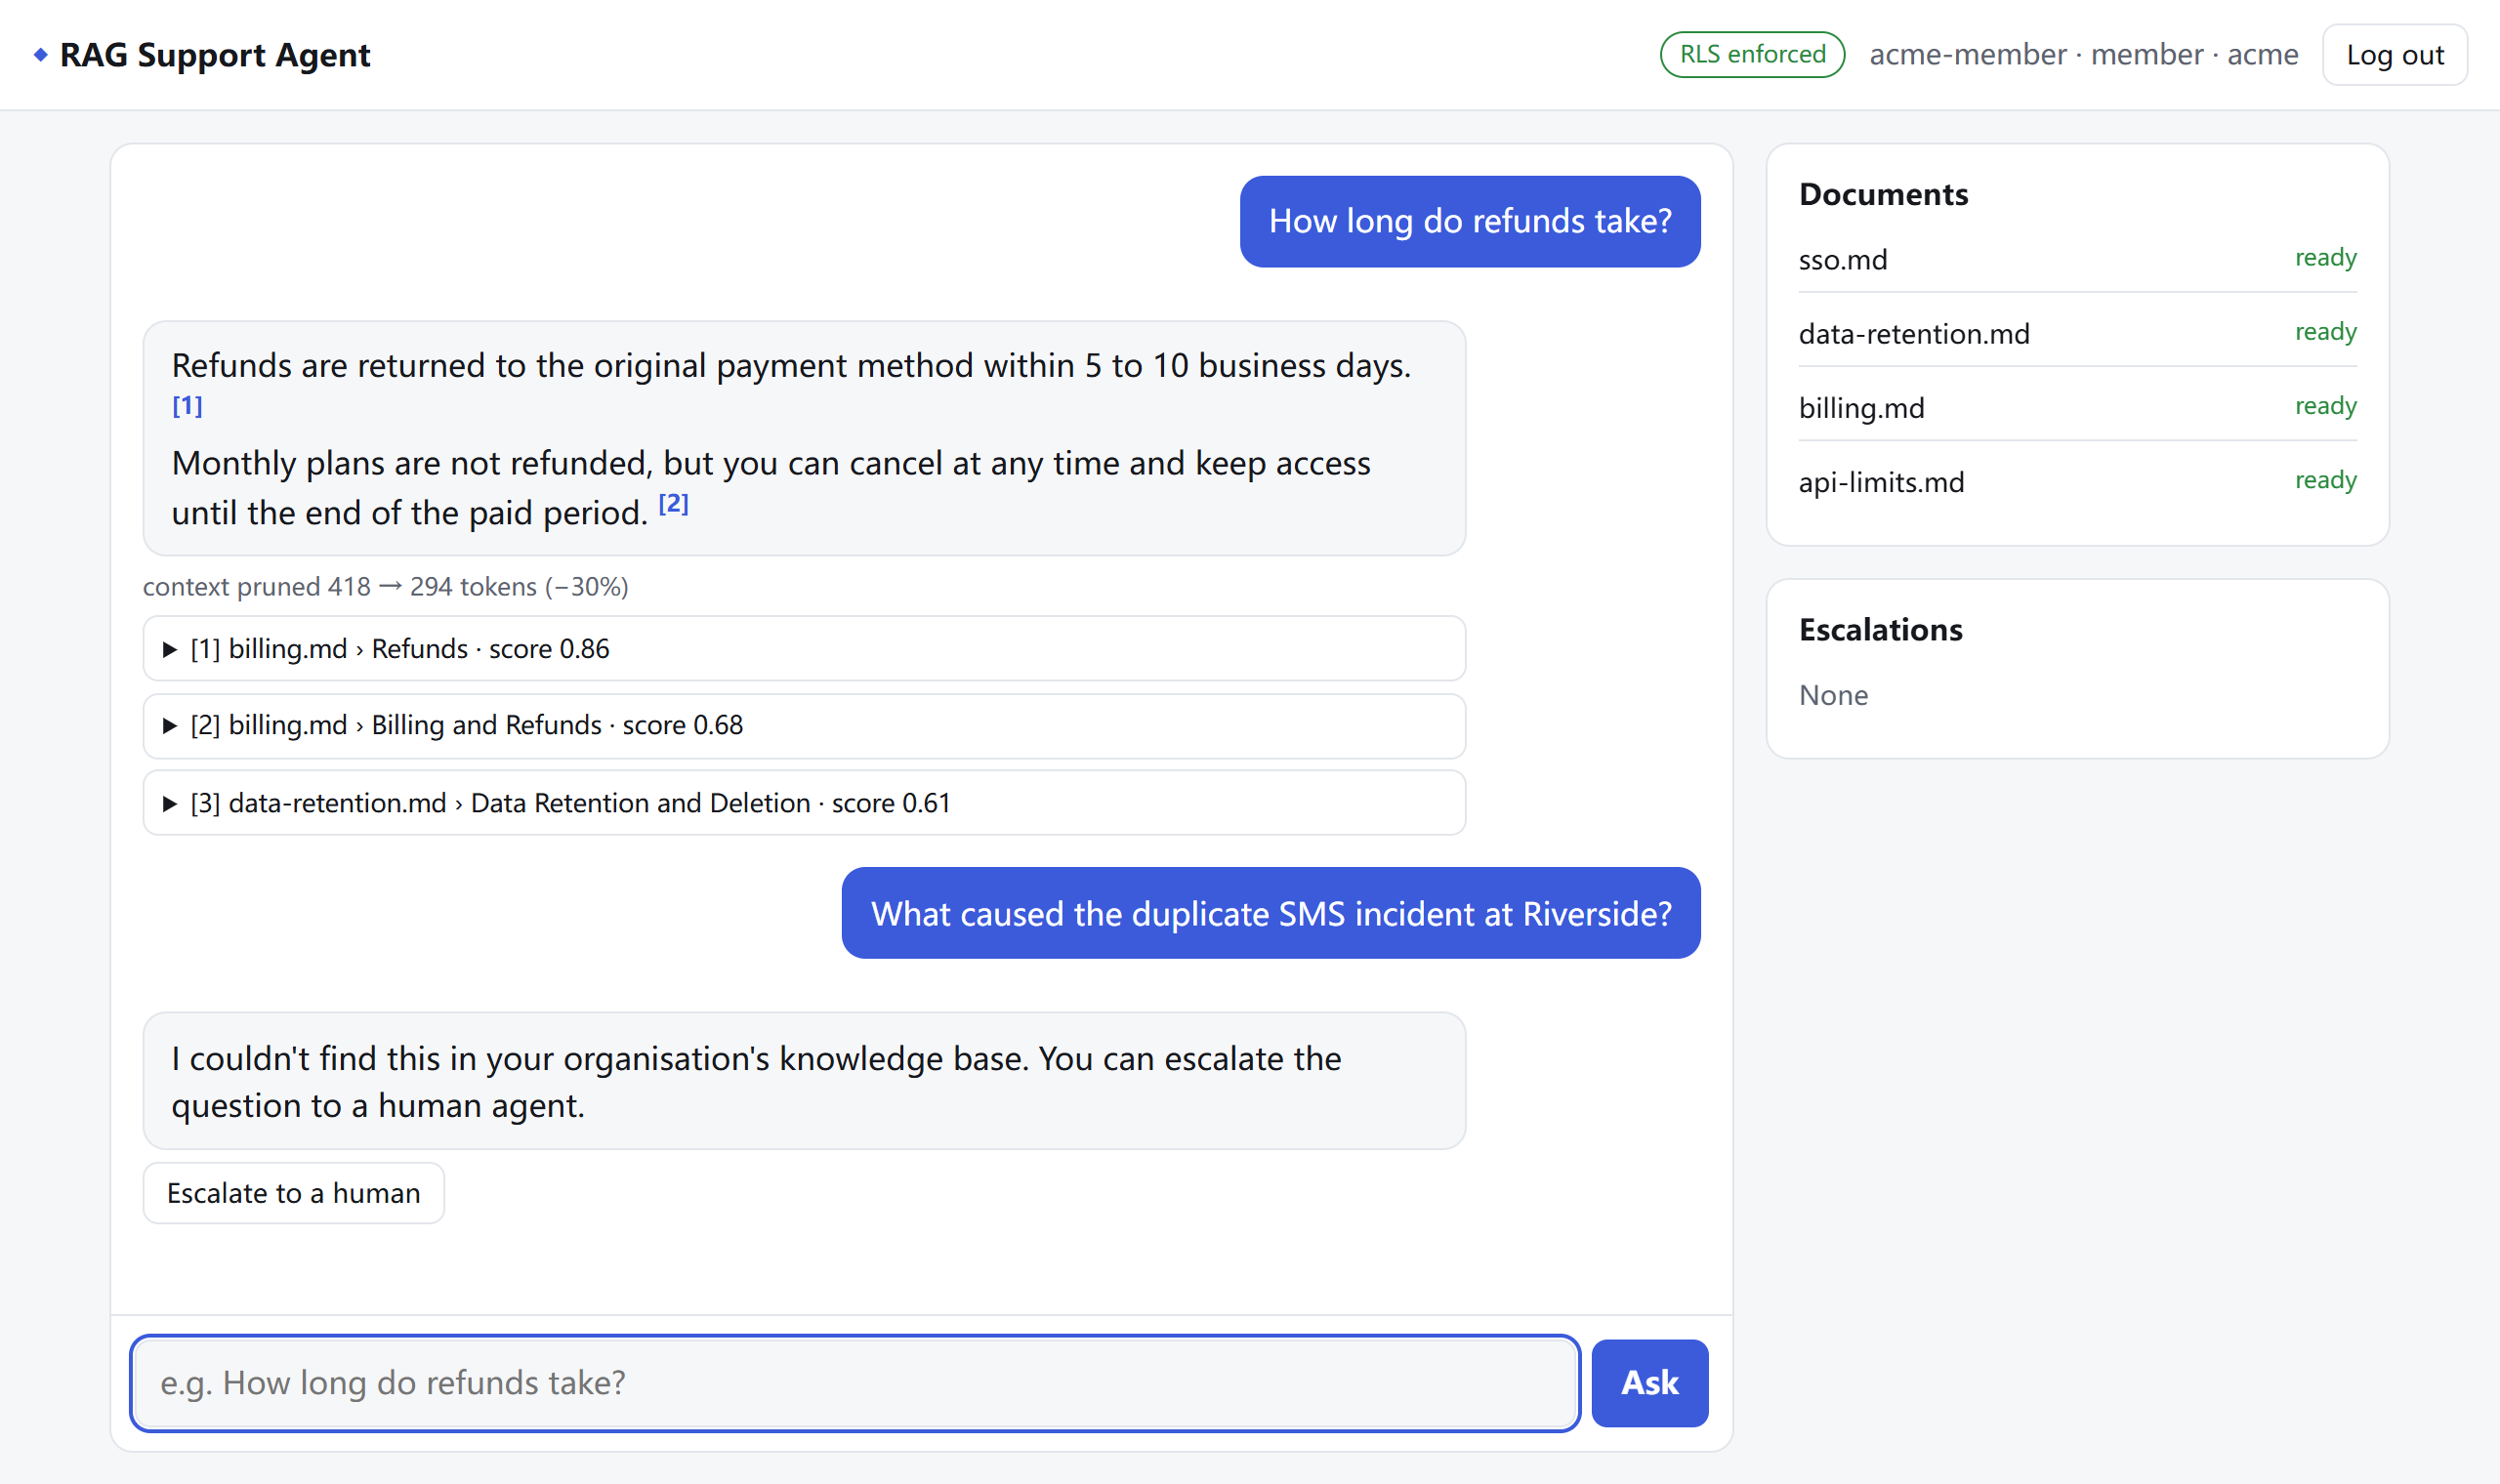 RAG Support Agent
RLS enforced
acme-member · member · acme
Log out
How long do refunds take?
Refunds are returned to the original payment method within 5 to 10 business days.
[1]
Monthly plans are not refunded, but you can cancel at any time and keep access
until the end of the paid period. [2]
context pruned 418 → 294 tokens (−30%)
▶ [1] billing.md › Refunds · score 0.86
▶ [2] billing.md › Billing and Refunds · score 0.68
▶ [3] data-retention.md › Data Retention and Deletion · score 0.61
What caused the duplicate SMS incident at Riverside?
I couldn't find this in your organisation's knowledge base. You can escalate the
question to a human agent.
Escalate to a human
e.g. How long do refunds take?
Ask
Documents
sso.md ready
data-retention.md ready
billing.md ready
api-limits.md ready
Escalations
None